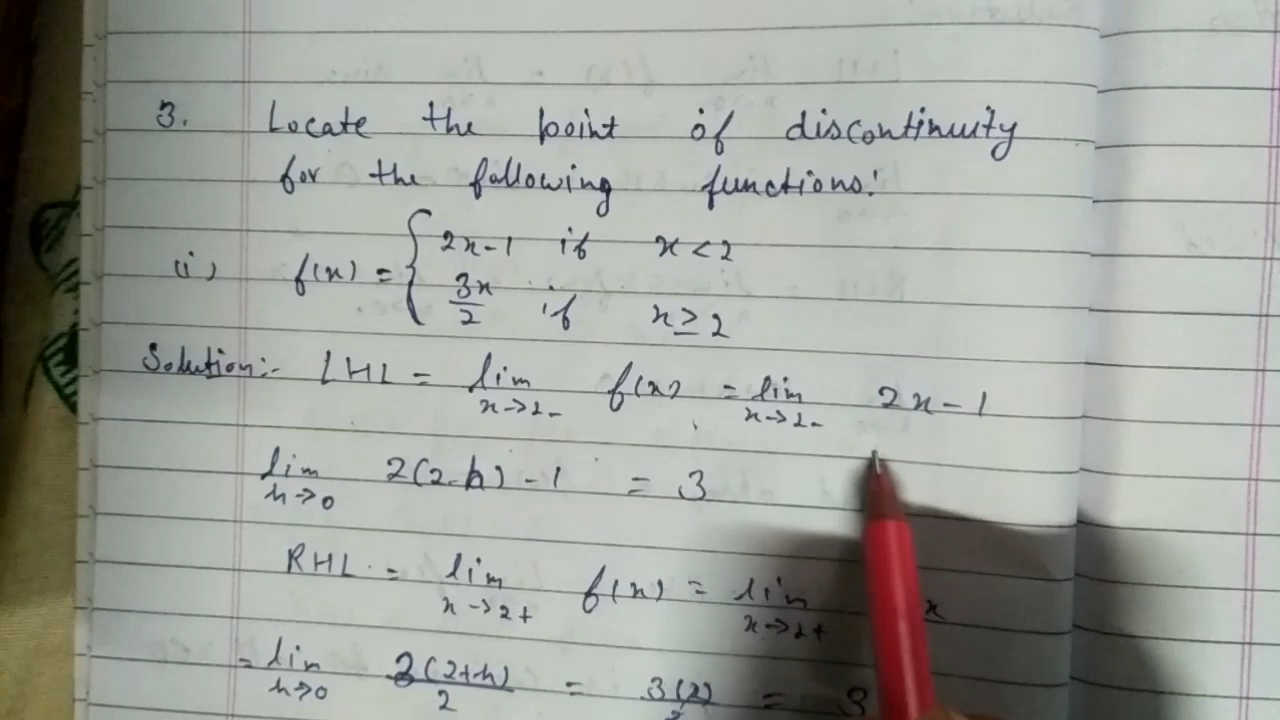 3. Locate the point of discontinuity
for the following functions:
(i) f(x) = { 2x-1 if x < 2
3x/2 if x ≥ 2
Solution:- LHL = lim x→2- f(x) = lim x→2- 2x-1
lim h→0 2(2-h)-1 = 3
RHL = lim x→2+ f(x) = lim x→2+ x
= lim h→0 3(2+h)/2 = 3(2)/2 = 3